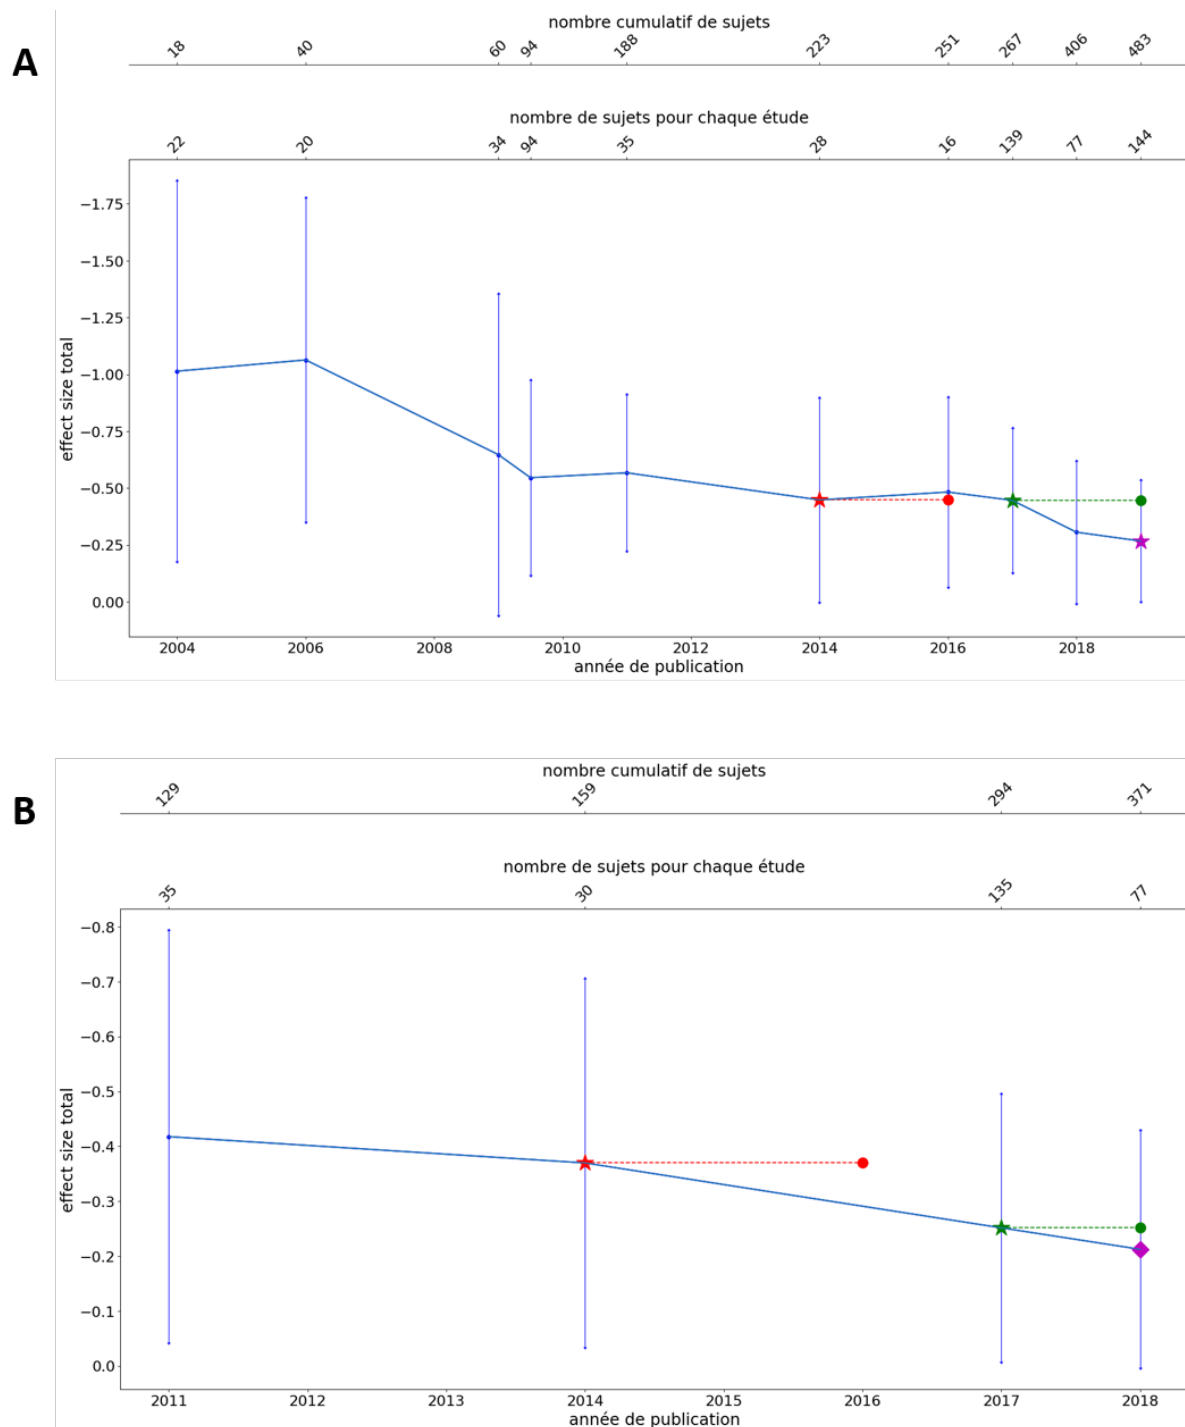 A
nombre cumulatif de sujets
18 40 60 94 188 223 251 267 406 483
nombre de sujets pour chaque étude
22 20 34 94 35 28 16 139 77 144
effect size total
−1.75
−1.50
−1.25
−1.00
−0.75
−0.50
−0.25
0.00
2004 2006 2008 2010 2012 2014 2016 2018
année de publication
B
nombre cumulatif de sujets
129 159 294 371
nombre de sujets pour chaque étude
35 30 135 77
effect size total
−0.8
−0.7
−0.6
−0.5
−0.4
−0.3
−0.2
−0.1
0.0
2011 2012 2013 2014 2015 2016 2017 2018
année de publication